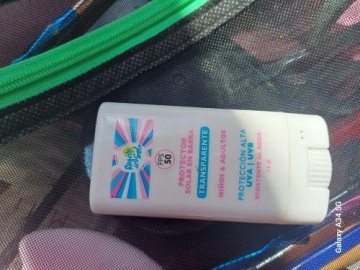 FPS
50
PROTECTOR
SOLAR EN BARRA
TRANSPARENTE
NIÑOS & ADULTOS
PROTECCIÓN ALTA
UVA | UVB
RESISTENTE AL AGUA
Galaxy A34 5G